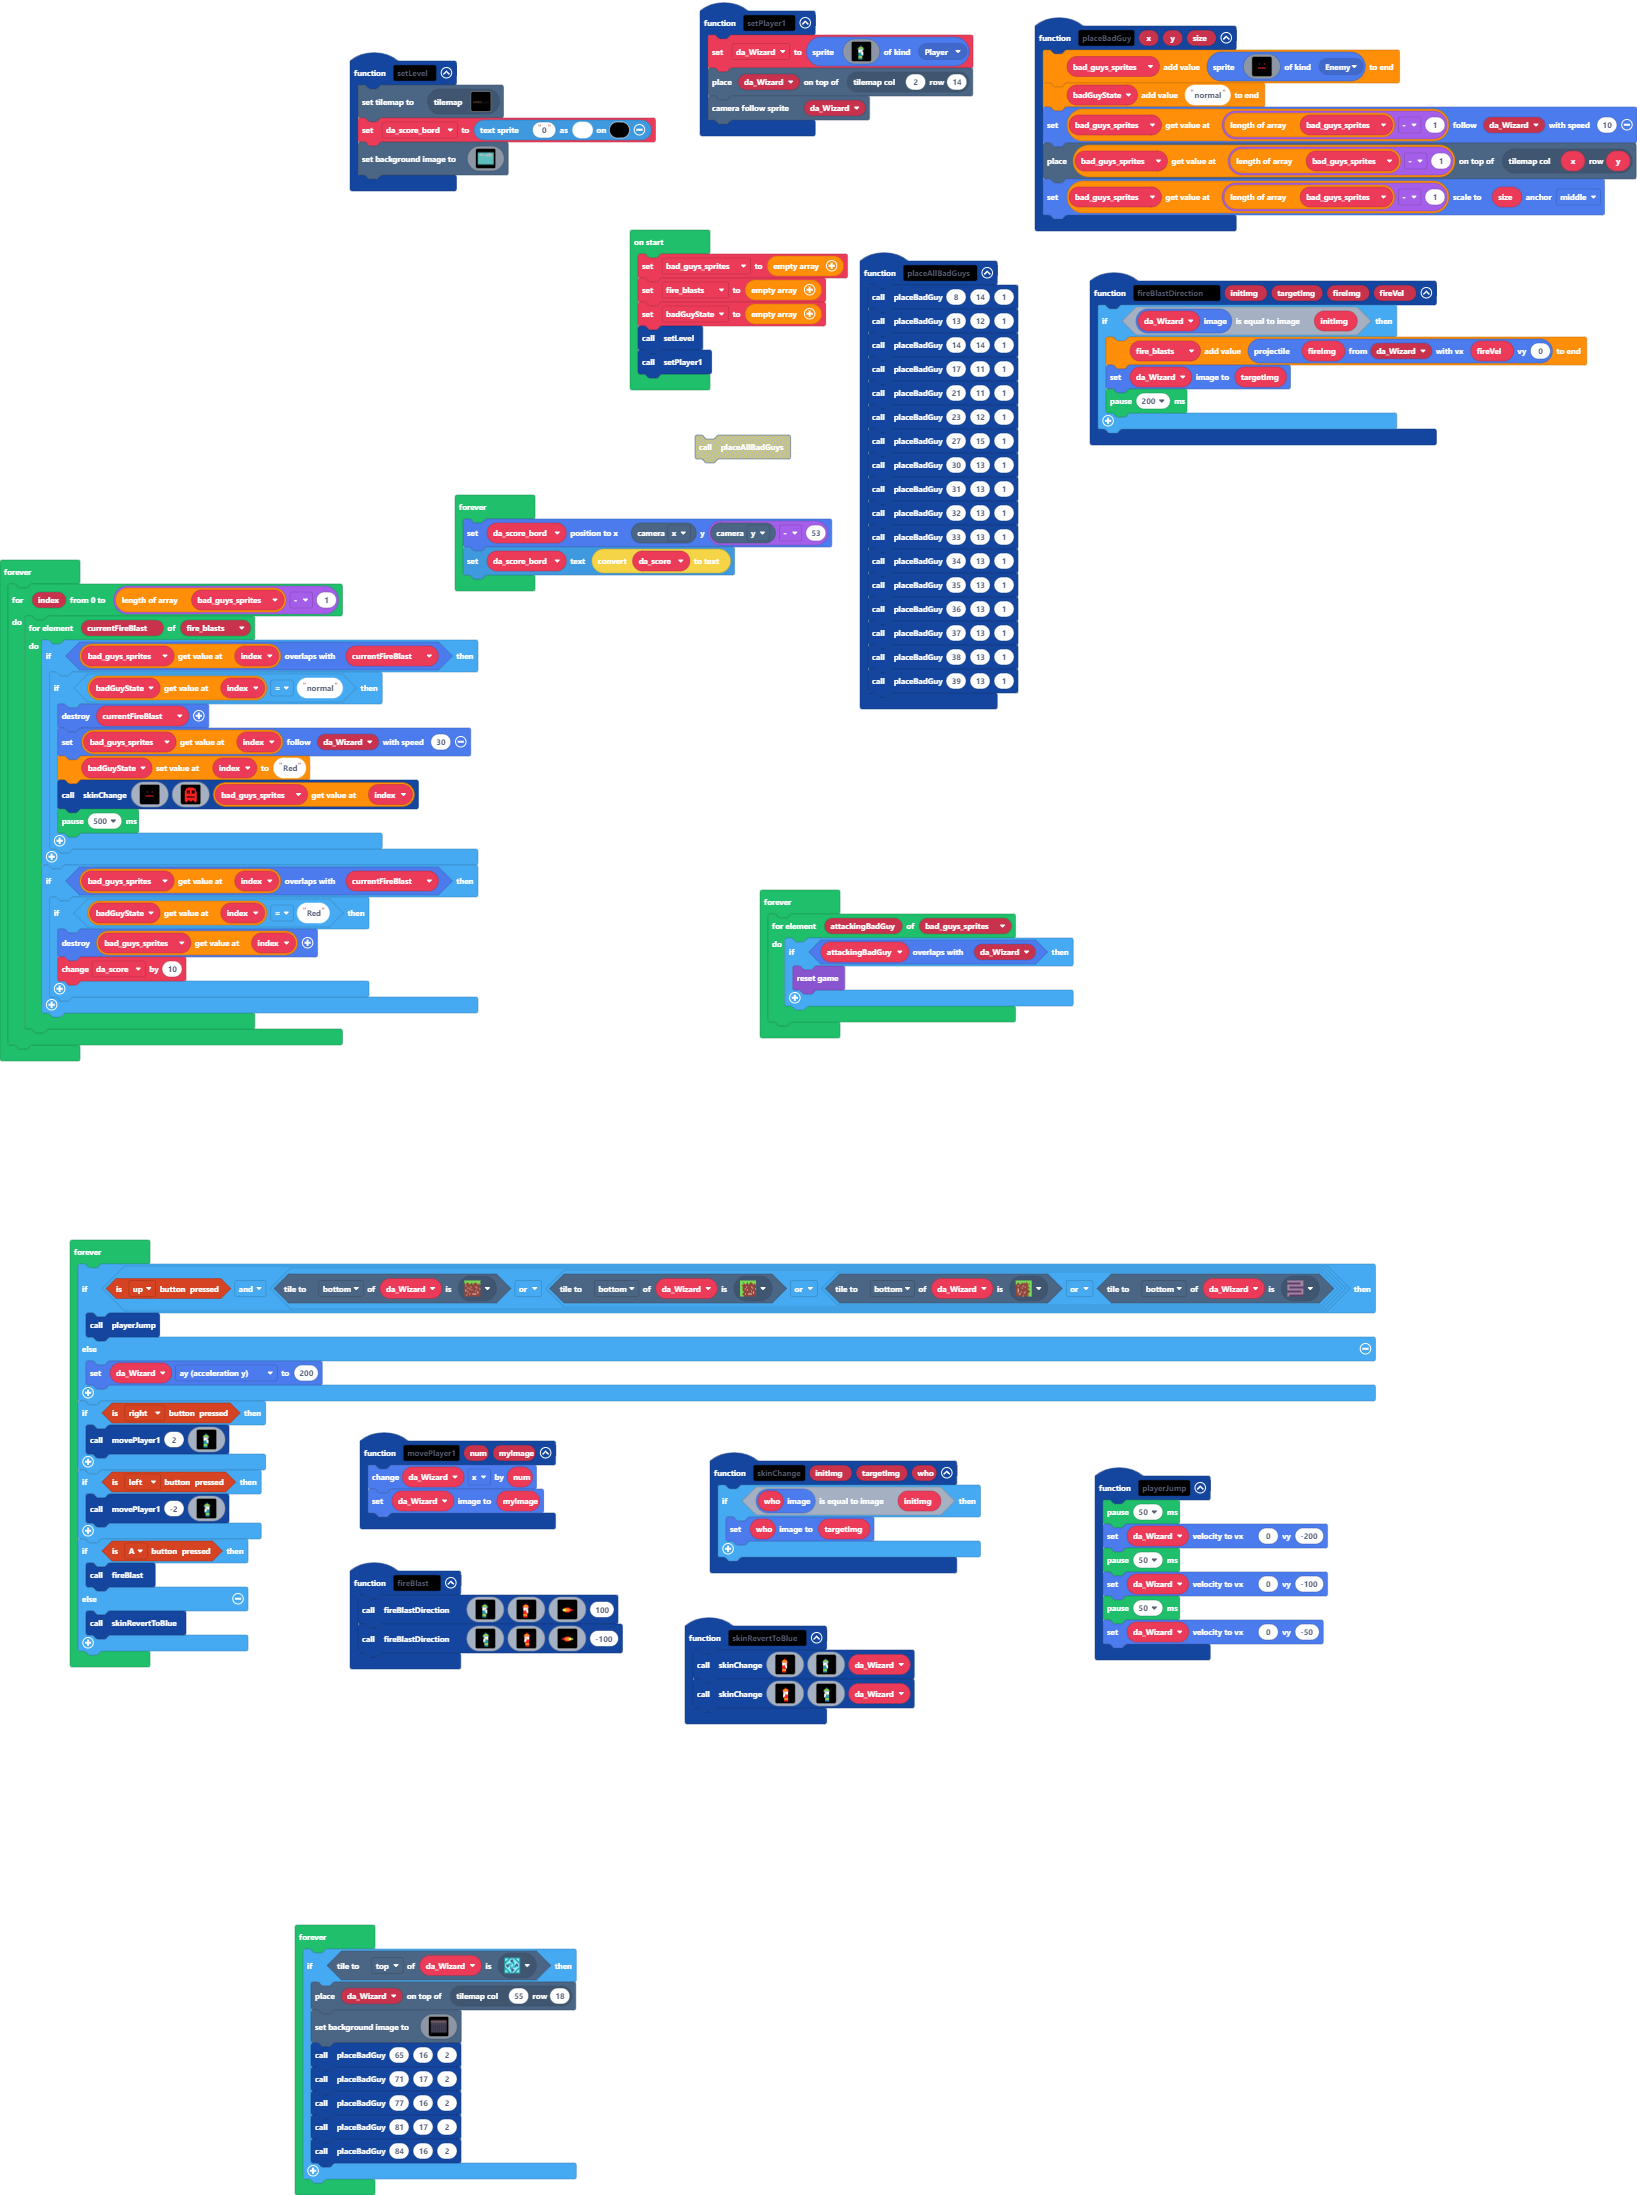 function setPlayer1
set da_Wizard to sprite of kind Player
place da_Wizard on top of tilemap col 2 row 14
camera follow sprite da_Wizard
function placeBadGuy x y size
bad_guys_sprites add value sprite of kind Enemy to end
badGuyState add value "normal" to end
set bad_guys_sprites get value at length of array bad_guys_sprites - 1 follow da_Wizard with speed 10
place bad_guys_sprites get value at length of array bad_guys_sprites - 1 on top of tilemap col x row y
set bad_guys_sprites get value at length of array bad_guys_sprites - 1 scale to size anchor middle
function setLevel
set tilemap to tilemap
set da_score_bord to text sprite "0" as on
set background image to
on start
set bad_guys_sprites to empty array
set fire_blasts to empty array
set badGuyState to empty array
call setLevel
call setPlayer1
call placeAllBadGuys
function placeAllBadGuys
call placeBadGuy 8 14 1
call placeBadGuy 13 12 1
call placeBadGuy 14 14 1
call placeBadGuy 17 11 1
call placeBadGuy 21 11 1
call placeBadGuy 23 12 1
call placeBadGuy 27 15 1
call placeBadGuy 30 13 1
call placeBadGuy 31 13 1
call placeBadGuy 32 13 1
call placeBadGuy 33 13 1
call placeBadGuy 34 13 1
call placeBadGuy 35 13 1
call placeBadGuy 36 13 1
call placeBadGuy 37 13 1
call placeBadGuy 38 13 1
call placeBadGuy 39 13 1
function fireBlastDirection initImg targetImg fireImg fireVel
if da_Wizard image is equal to image initImg then
fire_blasts add value projectile fireImg from da_Wizard with vx fireVel vy 0 to end
set da_Wizard image to targetImg
pause 200 ms
forever
set da_score_bord position to x camera x y camera y - 53
set da_score_bord text convert da_score to text
forever
for index from 0 to length of array bad_guys_sprites - 1
do for element currentFireBlast of fire_blasts
do if bad_guys_sprites get value at index overlaps with currentFireBlast then
if badGuyState get value at index = "normal" then
destroy currentFireBlast
set bad_guys_sprites get value at index follow da_Wizard with speed 30
badGuyState set value at index to "Red"
call skinChange bad_guys_sprites get value at index
pause 500 ms
if bad_guys_sprites get value at index overlaps with currentFireBlast then
if badGuyState get value at index = "Red" then
destroy bad_guys_sprites get value at index
change da_score by 10
forever
for element attackingBadGuy of bad_guys_sprites
do if attackingBadGuy overlaps with da_Wizard then
reset game
forever
if is up button pressed and tile to bottom of da_Wizard is or tile to bottom of da_Wizard is or tile to bottom of da_Wizard is or tile to bottom of da_Wizard is then
call playerJump
else
set da_Wizard ay (acceleration y) to 200
if is right button pressed then
call movePlayer1 2
if is left button pressed then
call movePlayer1 -2
if is A button pressed then
call fireBlast
else
call skinRevertToBlue
function movePlayer1 num myImage
change da_Wizard x by num
set da_Wizard image to myImage
function fireBlast
call fireBlastDirection 100
call fireBlastDirection -100
function skinChange initImg targetImg who
if who image is equal to image initImg then
set who image to targetImg
function skinRevertToBlue
call skinChange da_Wizard
call skinChange da_Wizard
function playerJump
pause 50 ms
set da_Wizard velocity to vx 0 vy -200
pause 50 ms
set da_Wizard velocity to vx 0 vy -100
pause 50 ms
set da_Wizard velocity to vx 0 vy -50
forever
if tile to top of da_Wizard is then
place da_Wizard on top of tilemap col 55 row 18
set background image to
call placeBadGuy 65 16 2
call placeBadGuy 71 17 2
call placeBadGuy 77 16 2
call placeBadGuy 81 17 2
call placeBadGuy 84 16 2